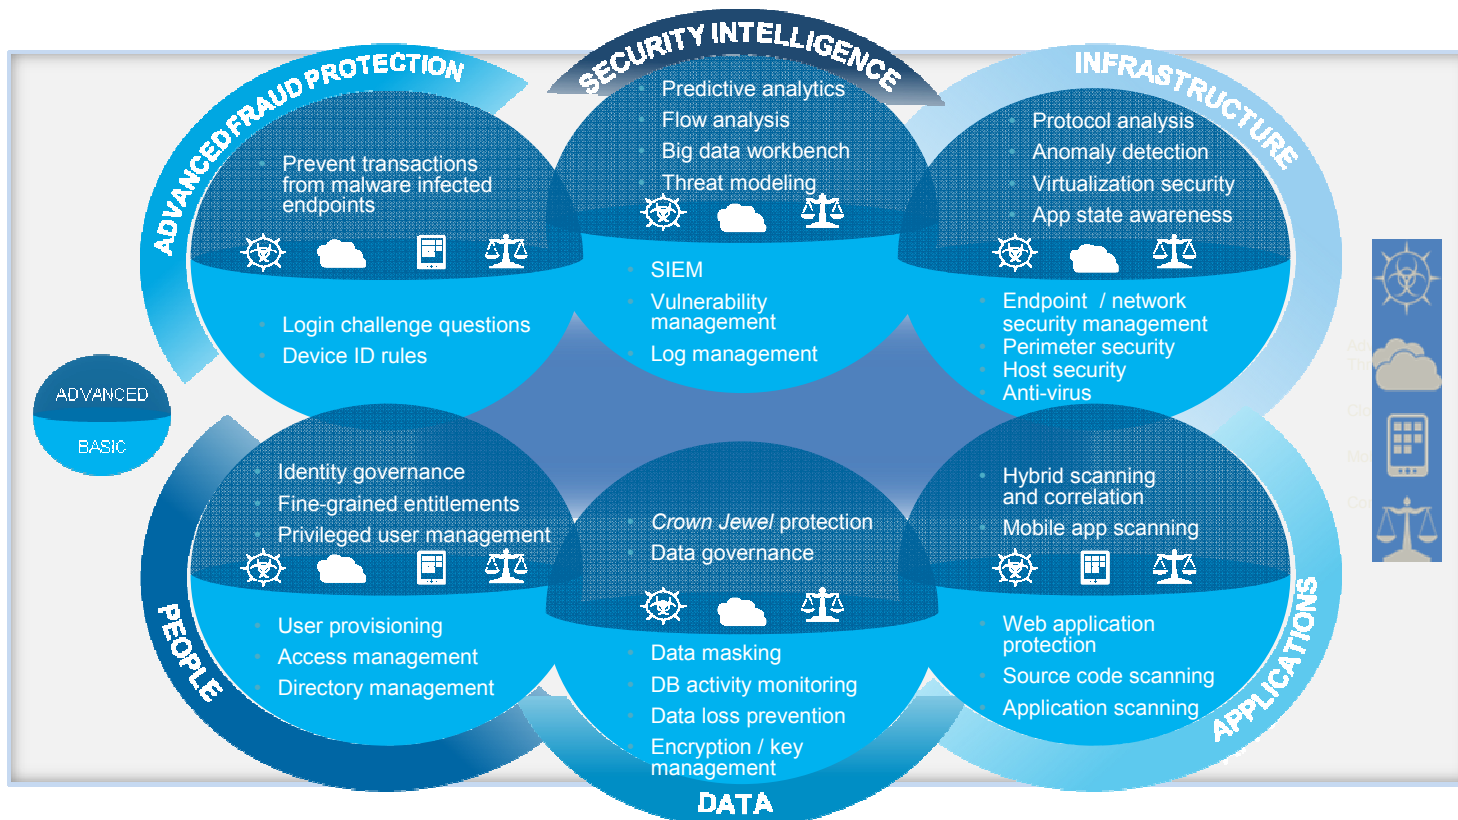 ADVANCED FRAUD PROTECTION
Prevent transactions
from malware infected
endpoints
Login challenge questions
Device ID rules
SECURITY INTELLIGENCE
Predictive analytics
Flow analysis
Big data workbench
Threat modeling
SIEM
Vulnerability
management
Log management
INFRASTRUCTURE
Protocol analysis
Anomaly detection
Virtualization security
App state awareness
Endpoint / network
security management
Perimeter security
Host security
Anti-virus
ADVANCED
BASIC
PEOPLE
Identity governance
Fine-grained entitlements
Privileged user management
User provisioning
Access management
Directory management
DATA
Crown Jewel protection
Data governance
Data masking
DB activity monitoring
Data loss prevention
Encryption / key
management
APPLICATIONS
Hybrid scanning
and correlation
Mobile app scanning
Web application
protection
Source code scanning
Application scanning